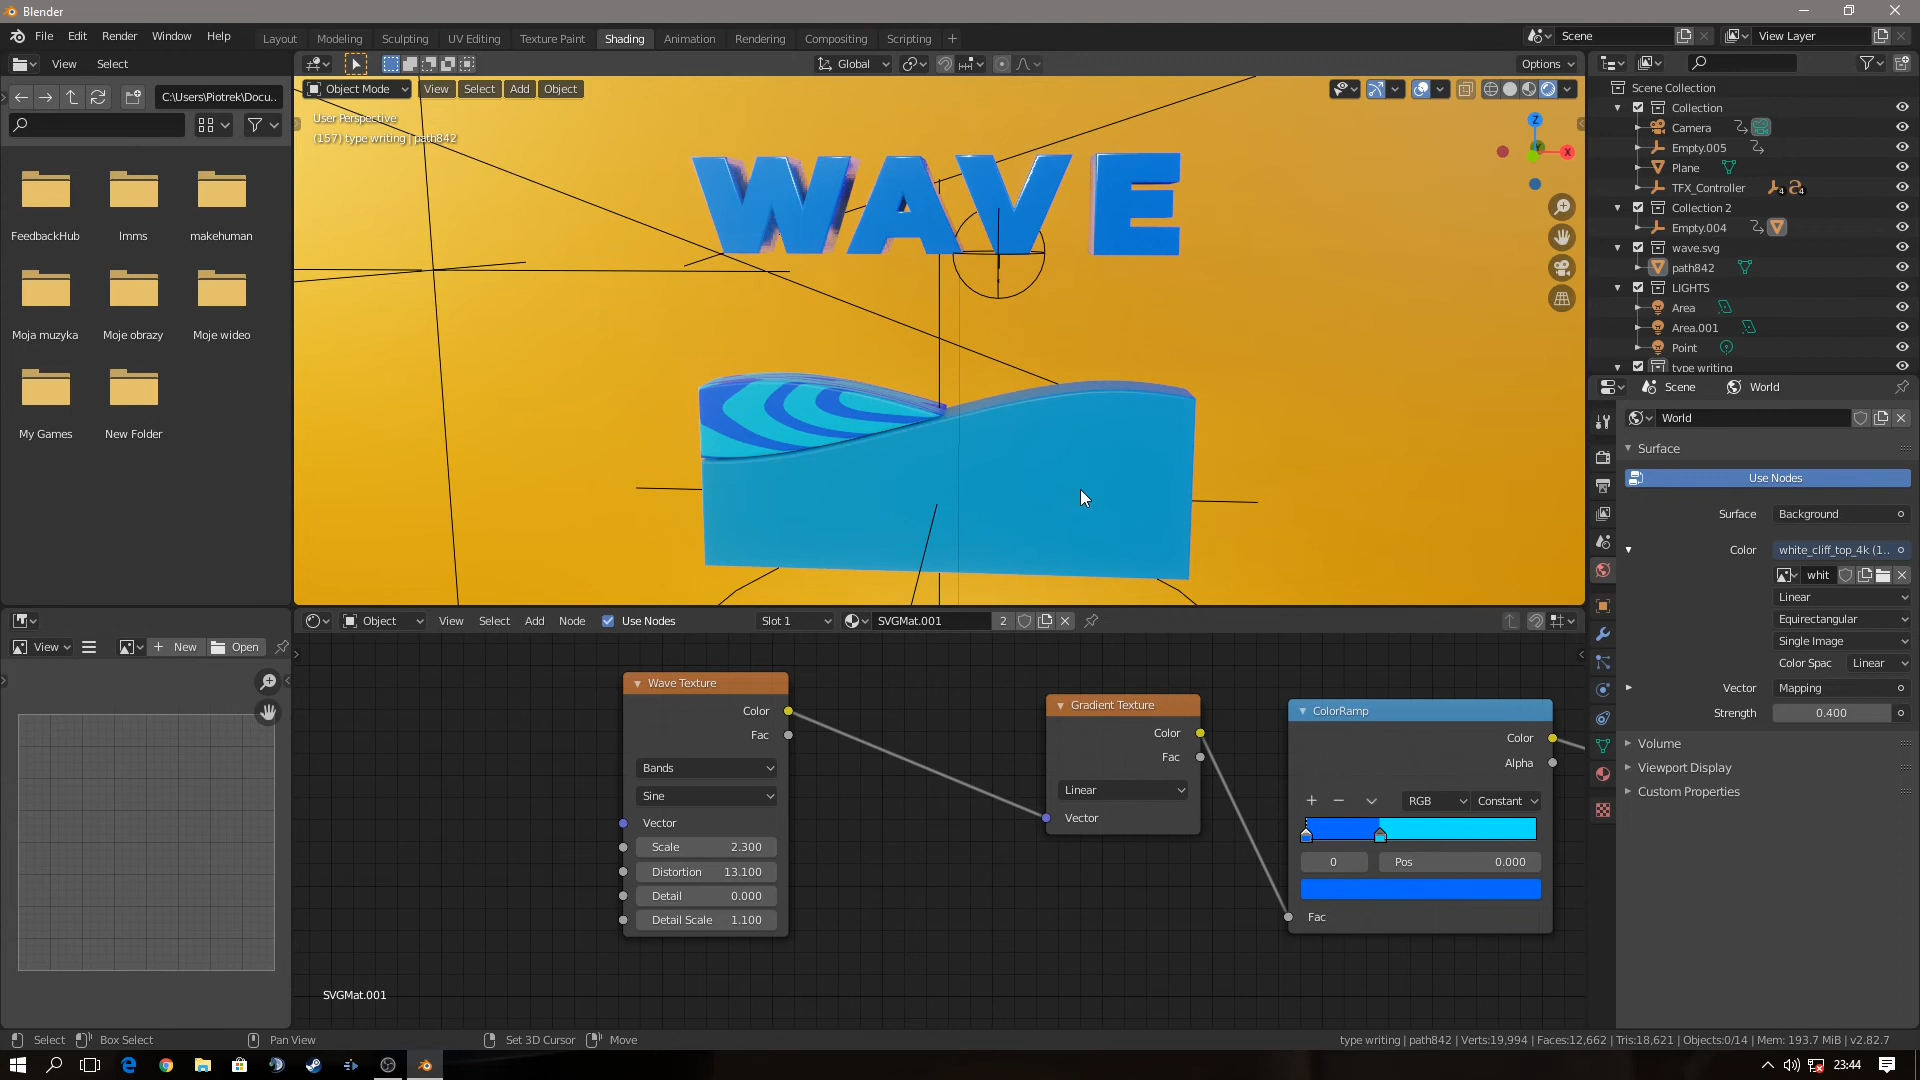 Blender
File Edit Render Window Help
Layout Modeling Sculpting UV Editing Texture Paint Shading Animation Rendering Compositing Scripting
Scene
View Layer
View Select
Global
Options
C:\Users\Piotrek\Docu..
Object Mode View Select Add Object
User Perspective
(157) type writing | path842
WAVE
Z
X
FeedbackHub
lmms
makehuman
Moja muzyka
Moje obrazy
Moje wideo
My Games
New Folder
Scene Collection
Collection
Camera
Empty.005
Plane
TFX_Controller
4
4
Collection 2
Empty.004
wave.svg
path842
LIGHTS
Area
Area.001
Point
type writing
Scene
World
World
Surface
Use Nodes
Surface Background
Color white_cliff_top_4k (1..
whit
Linear
Equirectangular
Single Image
Color Spac Linear
Vector Mapping
Strength 0.400
Volume
Viewport Display
Custom Properties
View
New
Open
Object
View Select Add Node Use Nodes
Slot 1
SVGMat.001
2
Wave Texture
Color
Fac
Bands
Sine
Vector
Scale 2.300
Distortion 13.100
Detail 0.000
Detail Scale 1.100
Gradient Texture
Color
Fac
Linear
Vector
ColorRamp
Color
Alpha
RGB
Constant
0
Pos 0.000
Fac
SVGMat.001
Select
Box Select
Pan View
Set 3D Cursor
Move
type writing | path842 | Verts:19,994 | Faces:12,662 | Tris:18,621 | Objects:0/14 | Mem: 193.7 MiB | v2.82.7
23:44